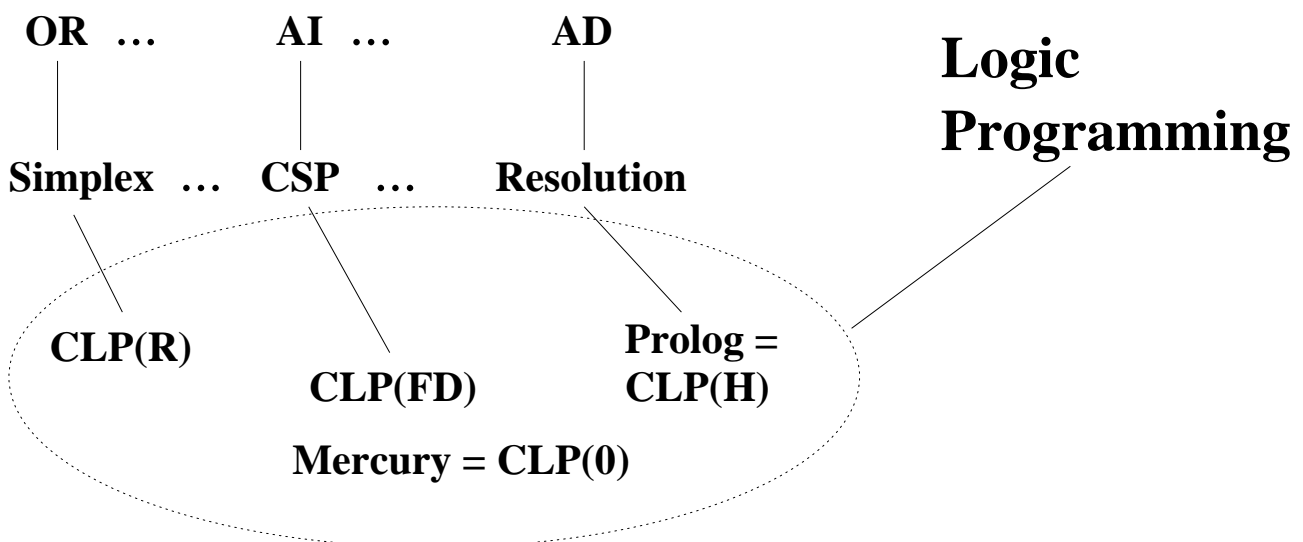 OR … AI … AD
Logic
Programming
Simplex … CSP … Resolution
CLP(R)
Prolog =
CLP(H)
CLP(FD)
Mercury = CLP(0)